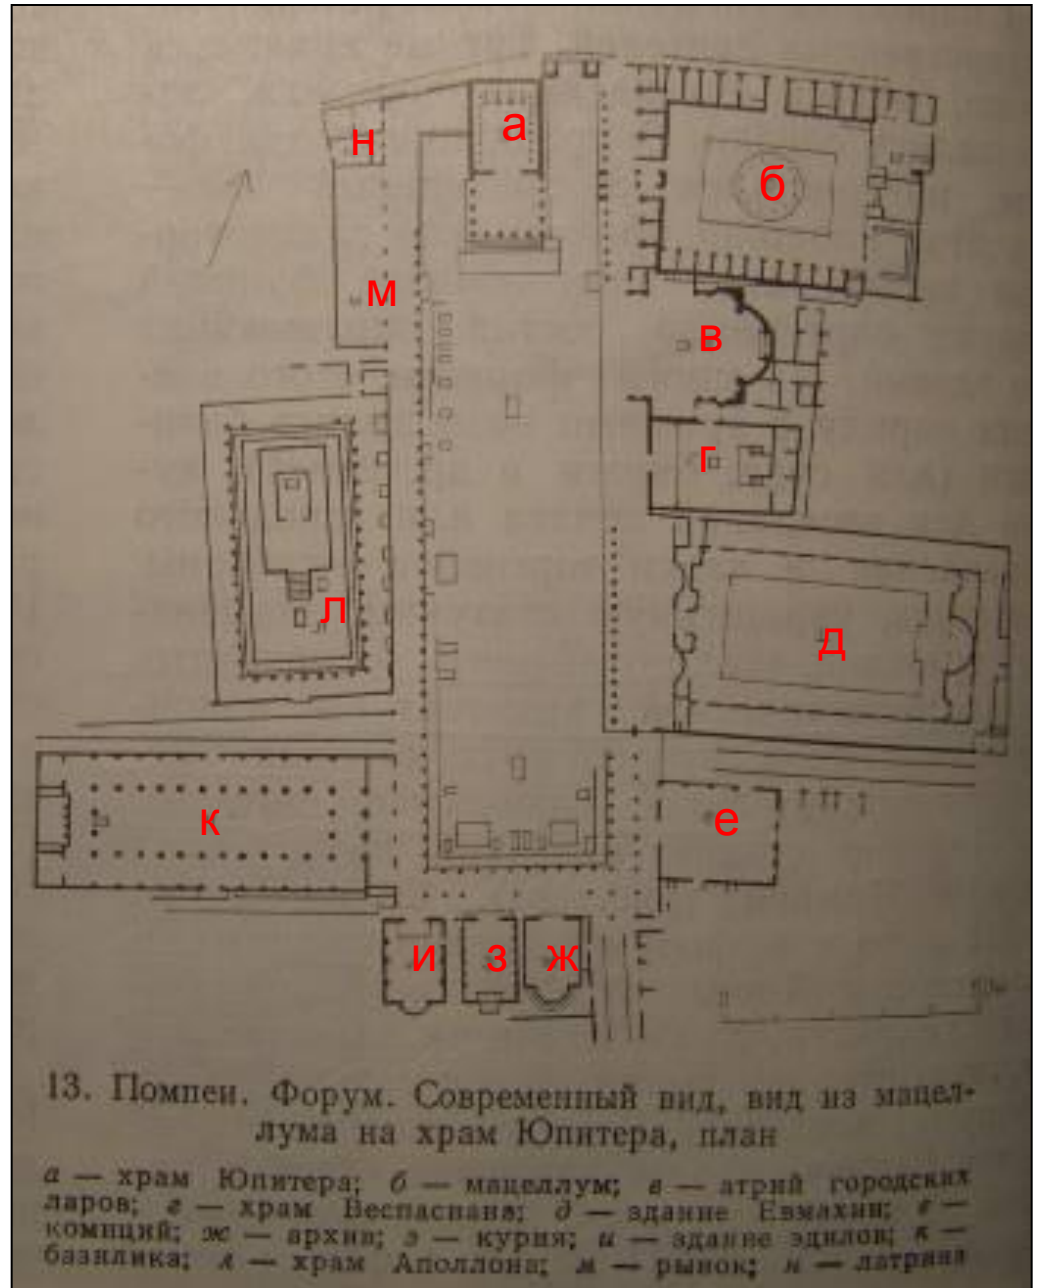 н
а
б
м
в
г
л
д
к
е
и
з
ж
13. Помпеи. Форум. Современный вид, вид из мацел-
лума на храм Юпитера, план
а — храм Юпитера; б — мацеллум; в — атрий городских
ларов; г — храм Веспасиана; д — здание Евмахии; е —
комиций; ж — архив; з — курия; и — здание эдилов; к —
базилика; л — храм Аполлона; м — рынок; н — латрина